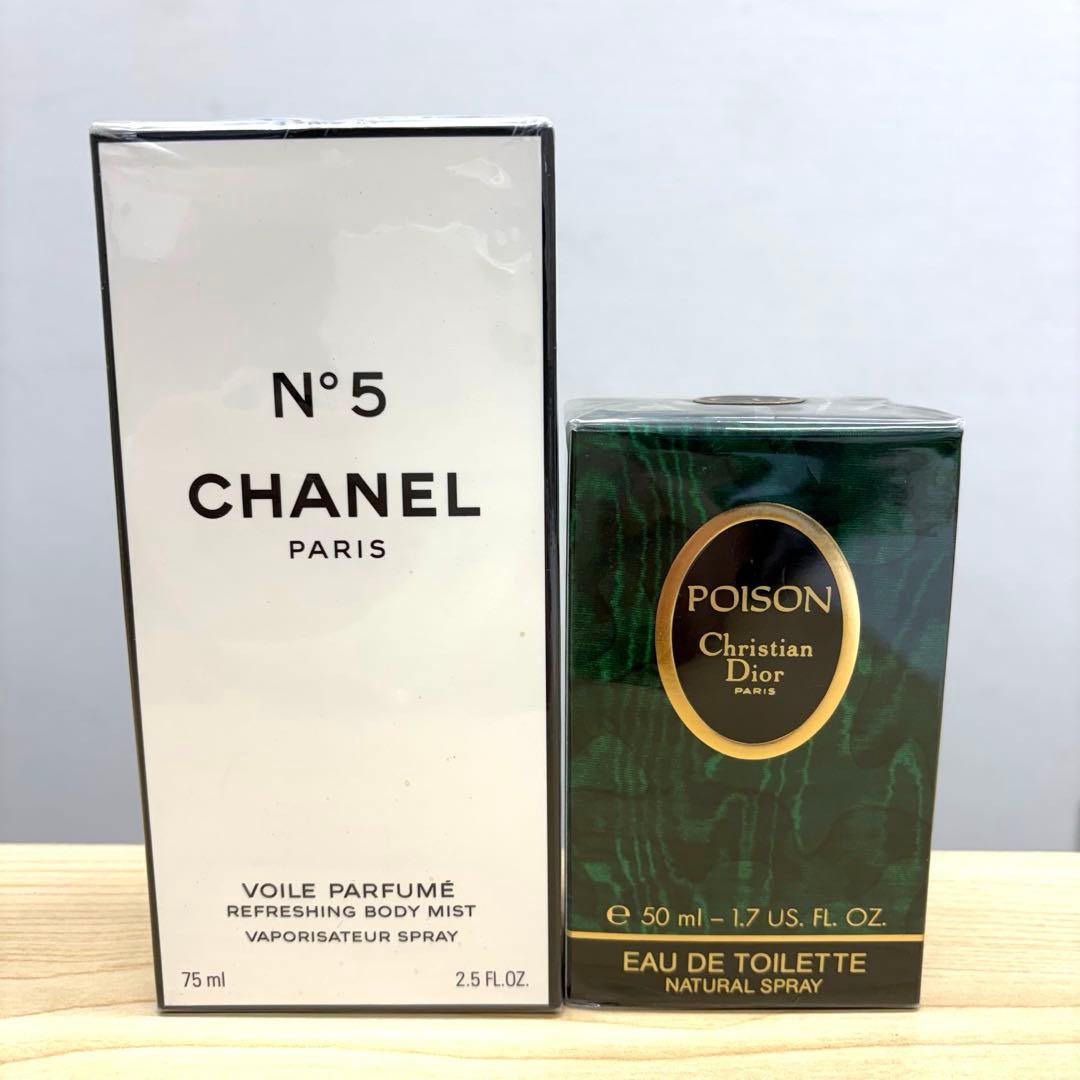 N°5
CHANEL
PARIS
VOILE PARFUMÉ
REFRESHING BODY MIST
VAPORISATEUR SPRAY
75 ml
2.5 FL.OZ.
POISON
Christian
Dior
PARIS
e 50 ml – 1.7 US. FL. OZ.
EAU DE TOILETTE
NATURAL SPRAY